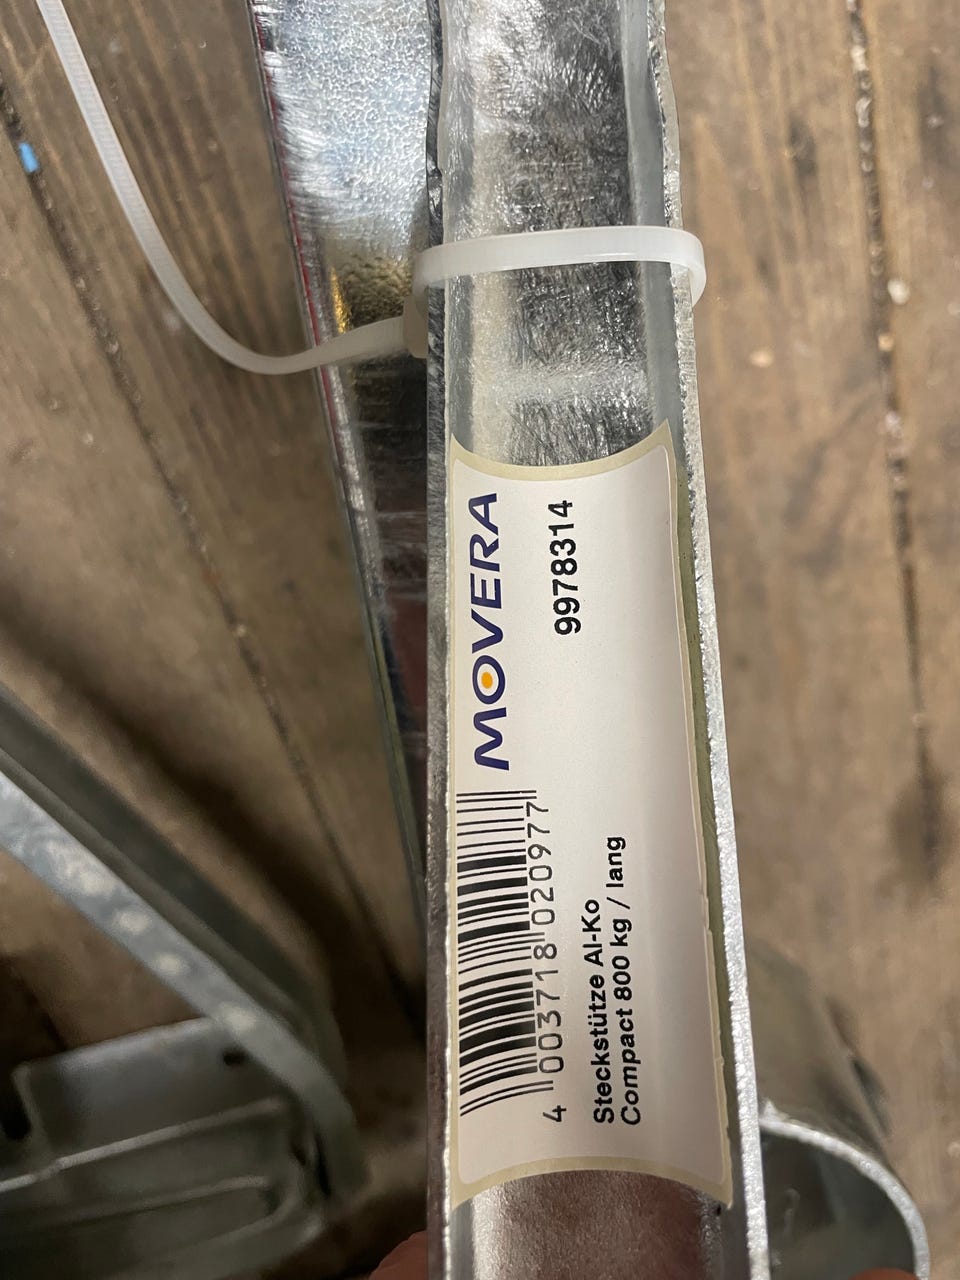 MOVERA
9978314
4 003718 020977
Steckstütze Al-Ko
Compact 800 kg / lang